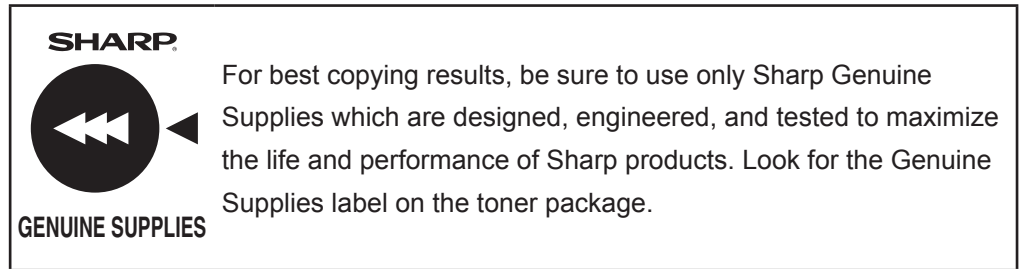 SHARP®
For best copying results, be sure to use only Sharp Genuine
Supplies which are designed, engineered, and tested to maximize
the life and performance of Sharp products. Look for the Genuine
Supplies label on the toner package.
GENUINE SUPPLIES